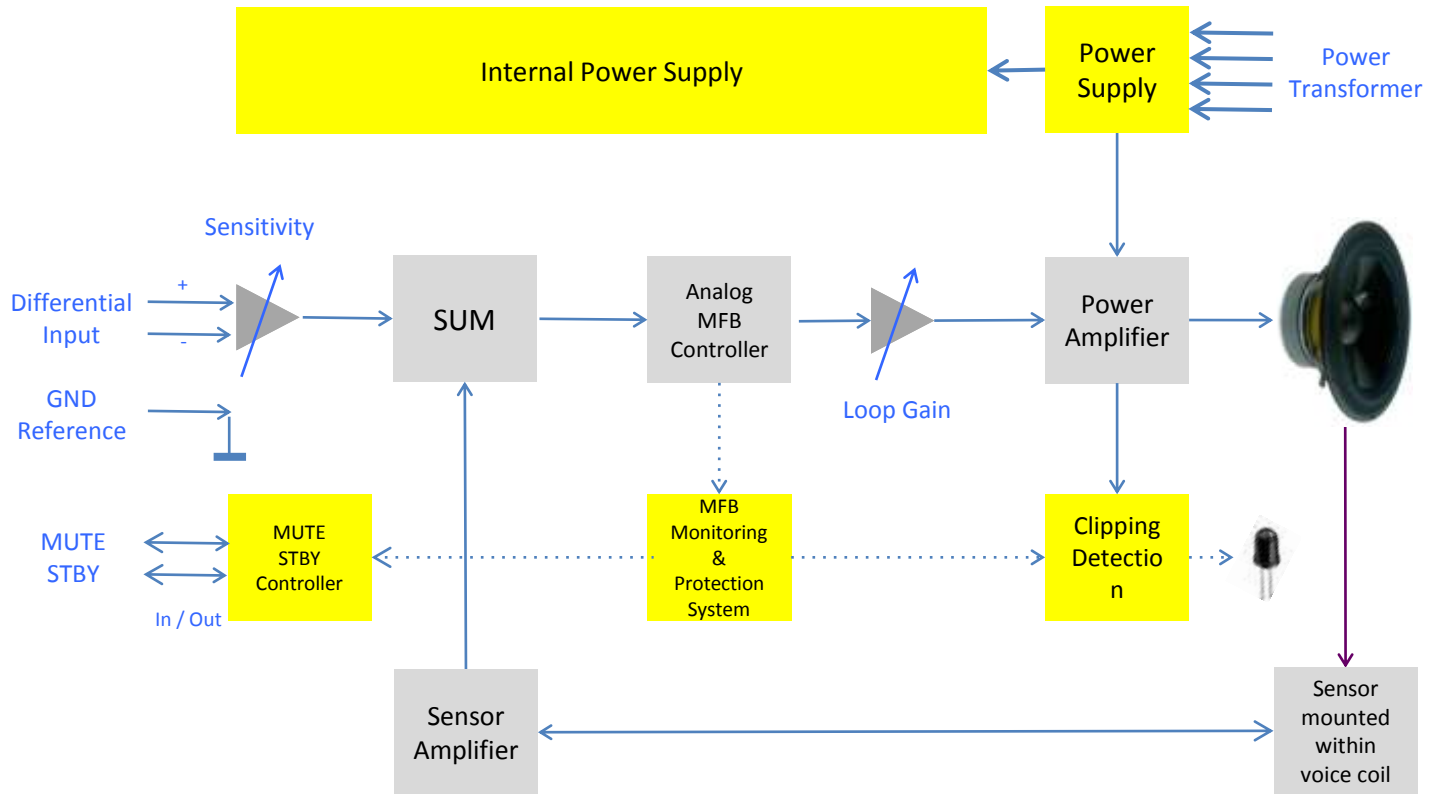 Internal Power Supply
Power
Supply
Power
Transformer
Sensitivity
+
-
Differential
Input
SUM
Analog
MFB
Controller
Loop Gain
Power
Amplifier
GND
Reference
MUTE
STBY
In / Out
MUTE
STBY
Controller
MFB
Monitoring
&
Protection
System
Clipping
Detectio
n
Sensor
Amplifier
Sensor
mounted
within
voice coil